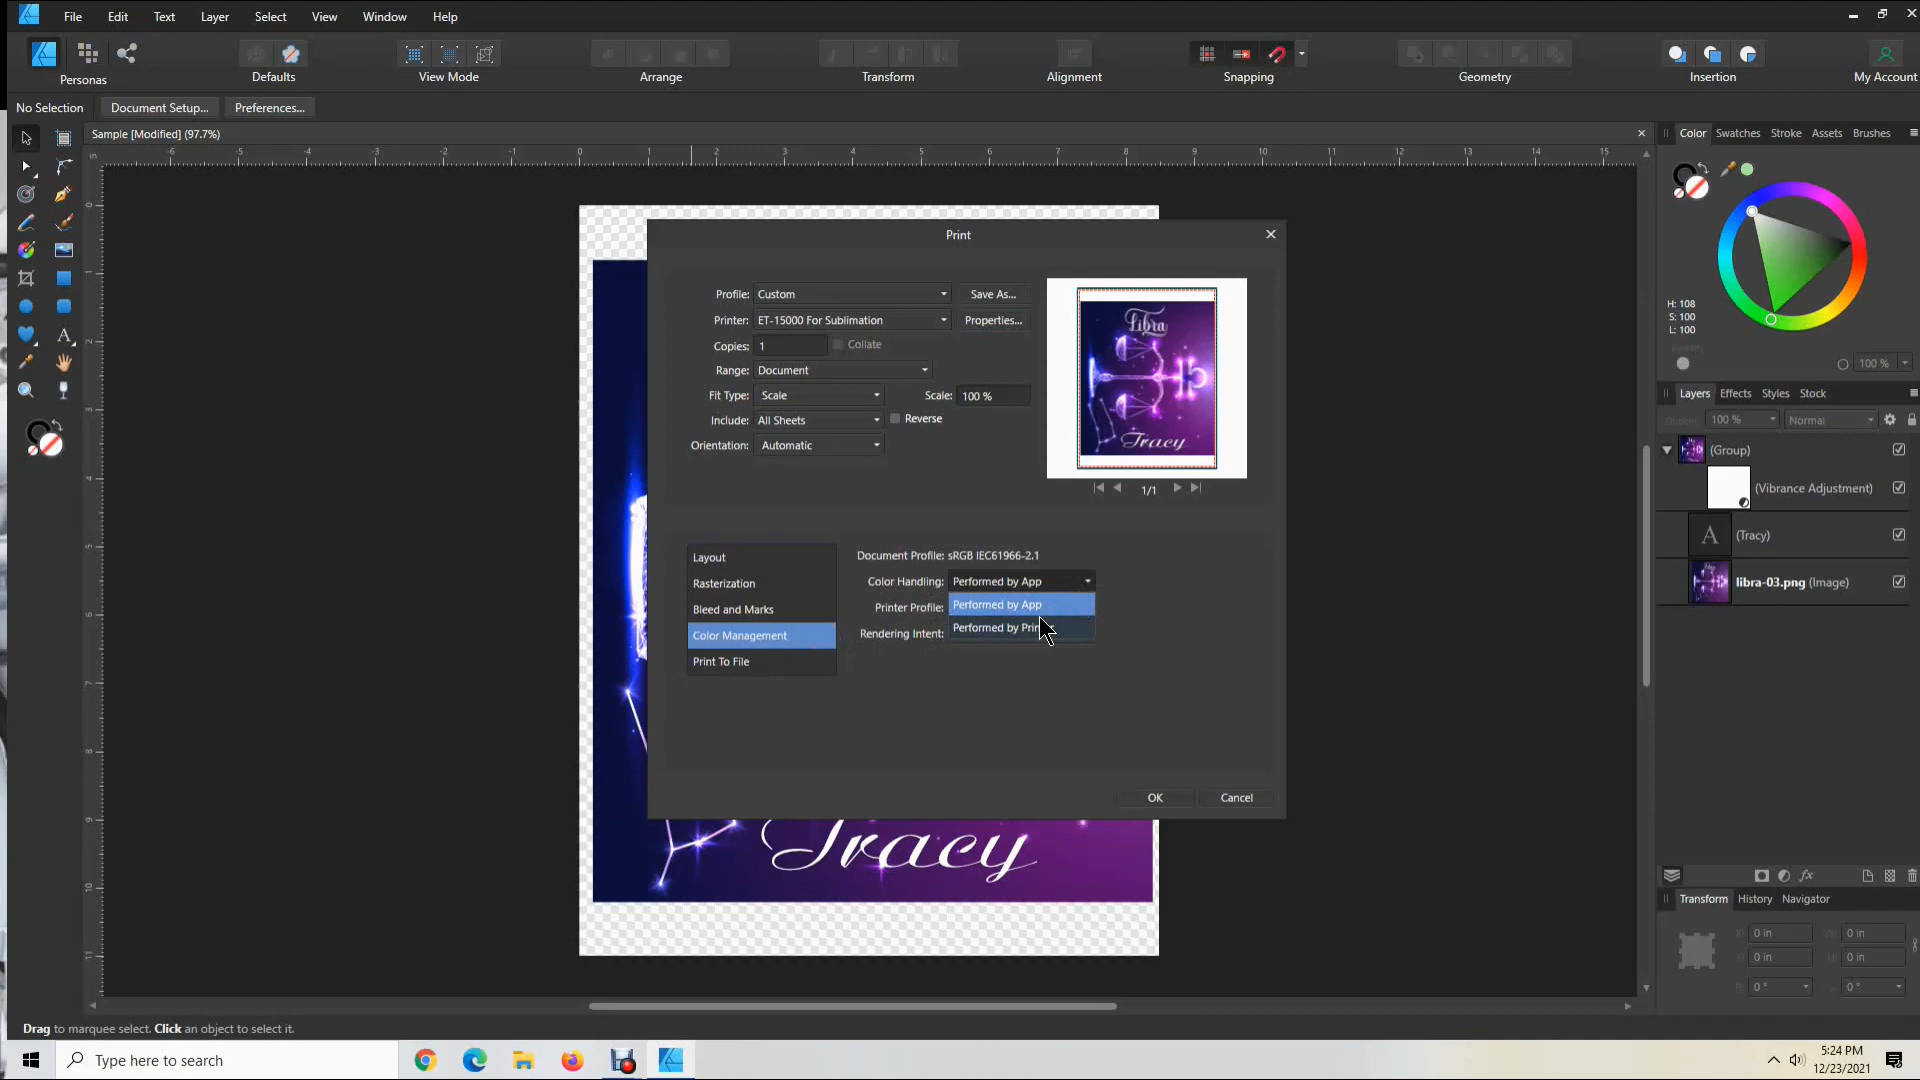 File Edit Text Layer Select View Window Help
Personas Defaults View Mode Arrange Transform Alignment Snapping Geometry Insertion My Account
No Selection Document Setup... Preferences...
Sample [Modified] (97.7%)
Color Swatches Stroke Assets Brushes
H: 108
S: 100
L: 100
100 %
Layers Effects Styles Stock
100 % Normal
(Group)
(Vibrance Adjustment)
A (Tracy)
libra-03.png (Image)
Transform History Navigator
0 in 0 in
0 in 0 in
0 ° 0 °
Print
Profile: Custom Save As...
Printer: ET-15000 For Sublimation Properties...
Copies: 1 Collate
Range: Document
Fit Type: Scale Scale: 100 %
Include: All Sheets Reverse
Orientation: Automatic
Libra
Tracy
1/1
Layout
Rasterization
Bleed and Marks
Color Management
Print To File
Document Profile: sRGB IEC61966-2.1
Color Handling: Performed by App
Printer Profile: Performed by App
Rendering Intent: Performed by
OK Cancel
Tracy
Drag to marquee select. Click an object to select it.
Type here to search
5:24 PM
12/23/2021